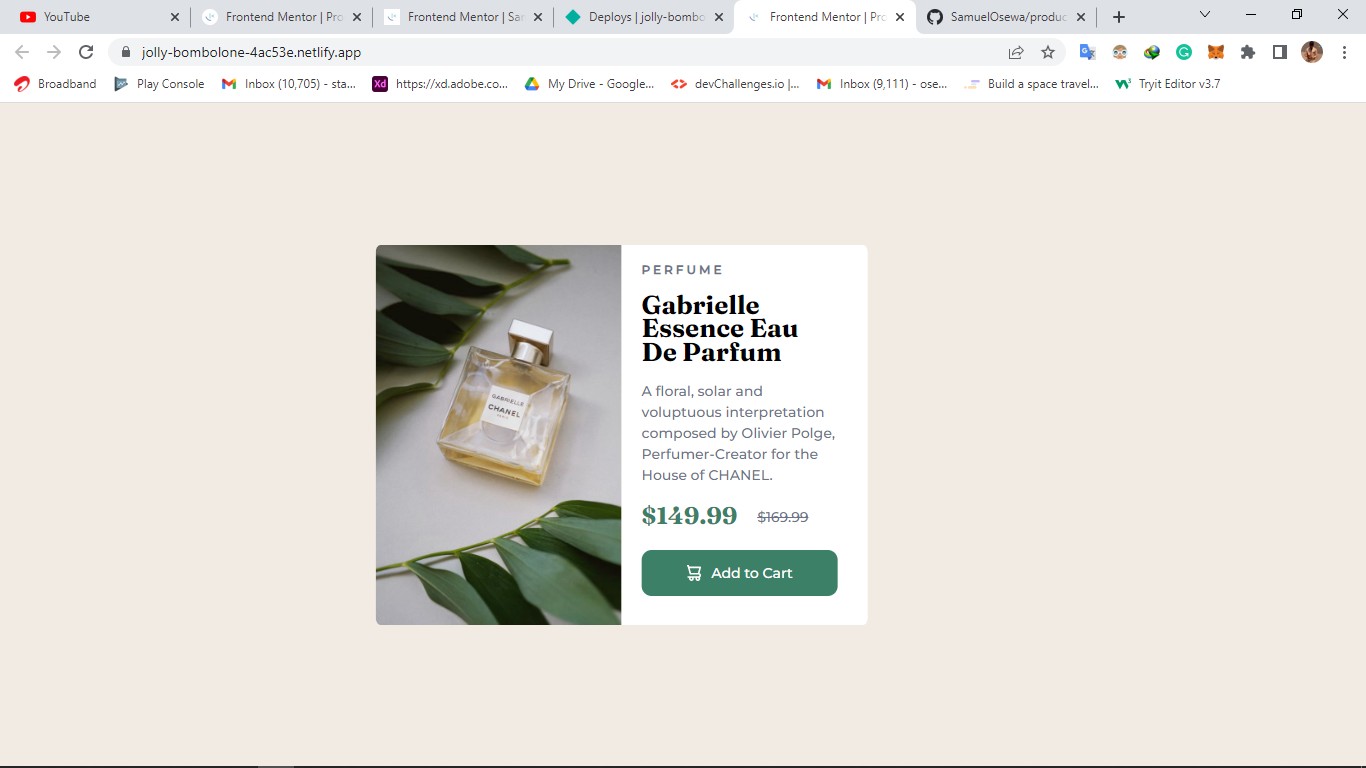 YouTube
Frontend Mentor | Pro
Frontend Mentor | Sar
Deploys | jolly-bombo
Frontend Mentor | Pro
SamuelOsewa/produc
jolly-bombolone-4ac53e.netlify.app
Broadband
Play Console
Inbox (10,705) - sta...
Xd
https://xd.adobe.co...
My Drive - Google...
devChallenges.io |...
Inbox (9,111) - ose...
Build a space travel...
Tryit Editor v3.7
PERFUME
Gabrielle
Essence Eau
De Parfum
A floral, solar and
voluptuous interpretation
composed by Olivier Polge,
Perfumer-Creator for the
House of CHANEL.
$149.99 $169.99
Add to Cart
GABRIELLE
CHANEL
PARIS